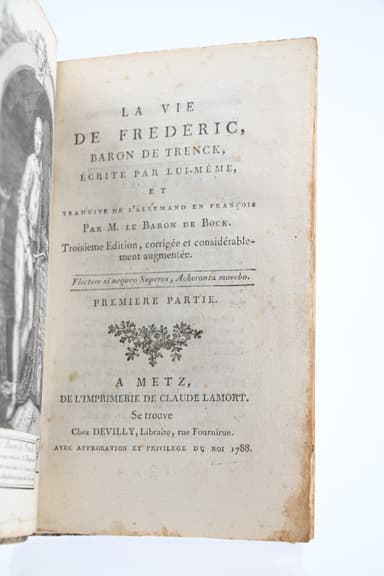 LA VIE
DE FREDERIC,
BARON DE TRENCK,
ÉCRITE PAR LUI-MÊME,
ET
TRADUITE DE L'ALLEMAND EN FRANÇOIS
PAR M. LE BARON DE BOCK.
Troisieme Edition, corrigée et considérable-
ment augmentée.
Flectere si nequeo Superos, Acheronta movebo.
PREMIERE PARTIE.
A METZ,
DE L'IMPRIMERIE DE CLAUDE LAMORT.
Se trouve
Chez DEVILLY, Libraire, rue Fournirue.
AVEC APPROBATION ET PRIVILEGE DU ROI 1788.